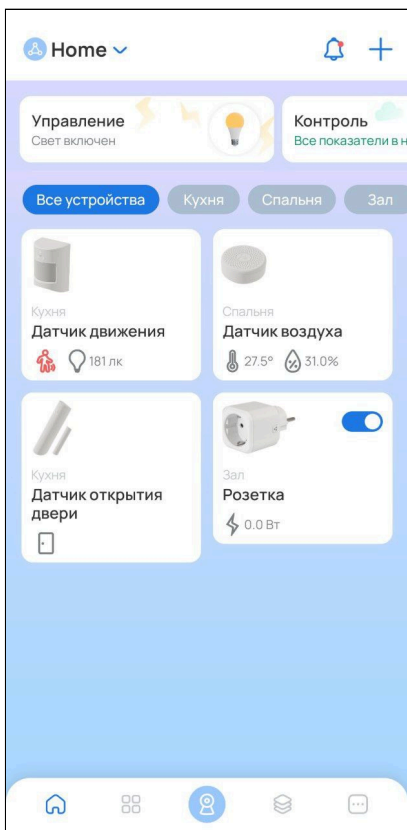 Home
Управление
Свет включен
Контроль
Все показатели в н
Все устройства
Кухня
Спальня
Зал
Кухня
Датчик движения
181 лк
Спальня
Датчик воздуха
27.5° 31.0%
Кухня
Датчик открытия
двери
Зал
Розетка
0.0 Вт